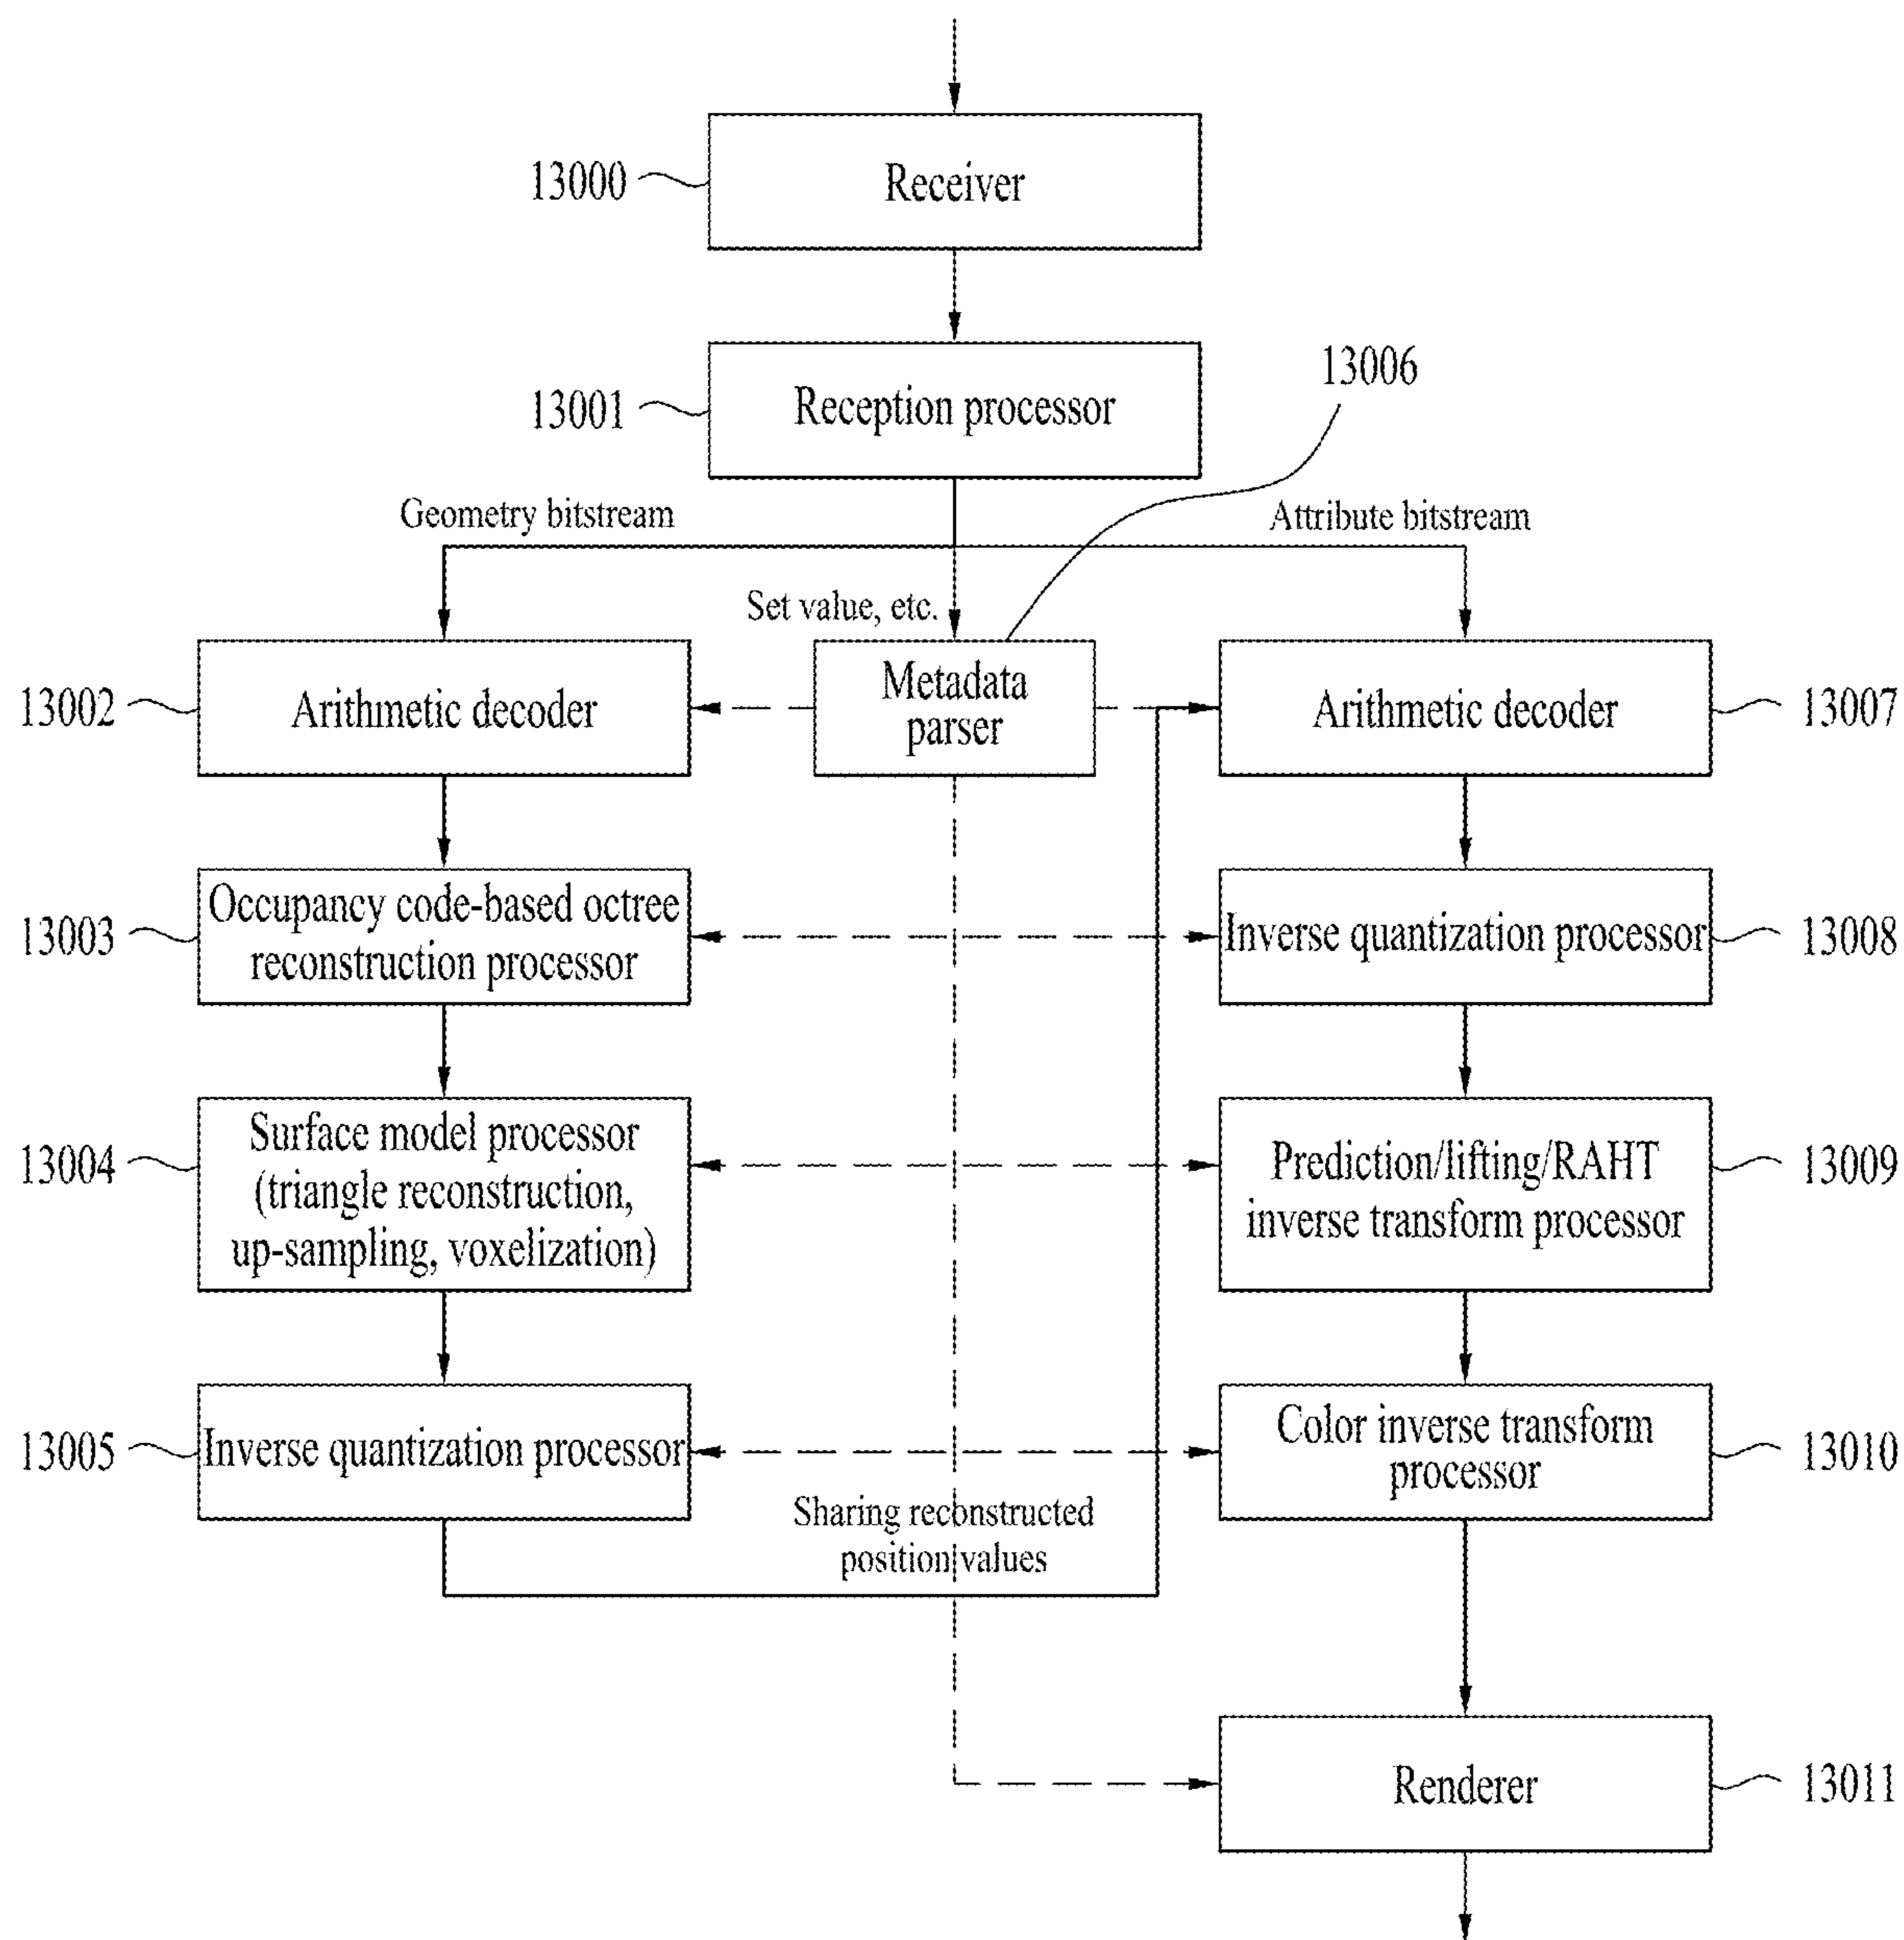 13000
Receiver
13001
Reception processor
13006
Geometry bitstream
Attribute bitstream
Set value, etc.
13002
Arithmetic decoder
Metadata
parser
Arithmetic decoder
13007
13003
Occupancy code-based octree
reconstruction processor
Inverse quantization processor
13008
13004
Surface model processor
(triangle reconstruction,
up-sampling, voxelization)
Prediction/lifting/RAHT
inverse transform processor
13009
13005
Inverse quantization processor
Color inverse transform
processor
13010
Sharing reconstructed
position values
Renderer
13011